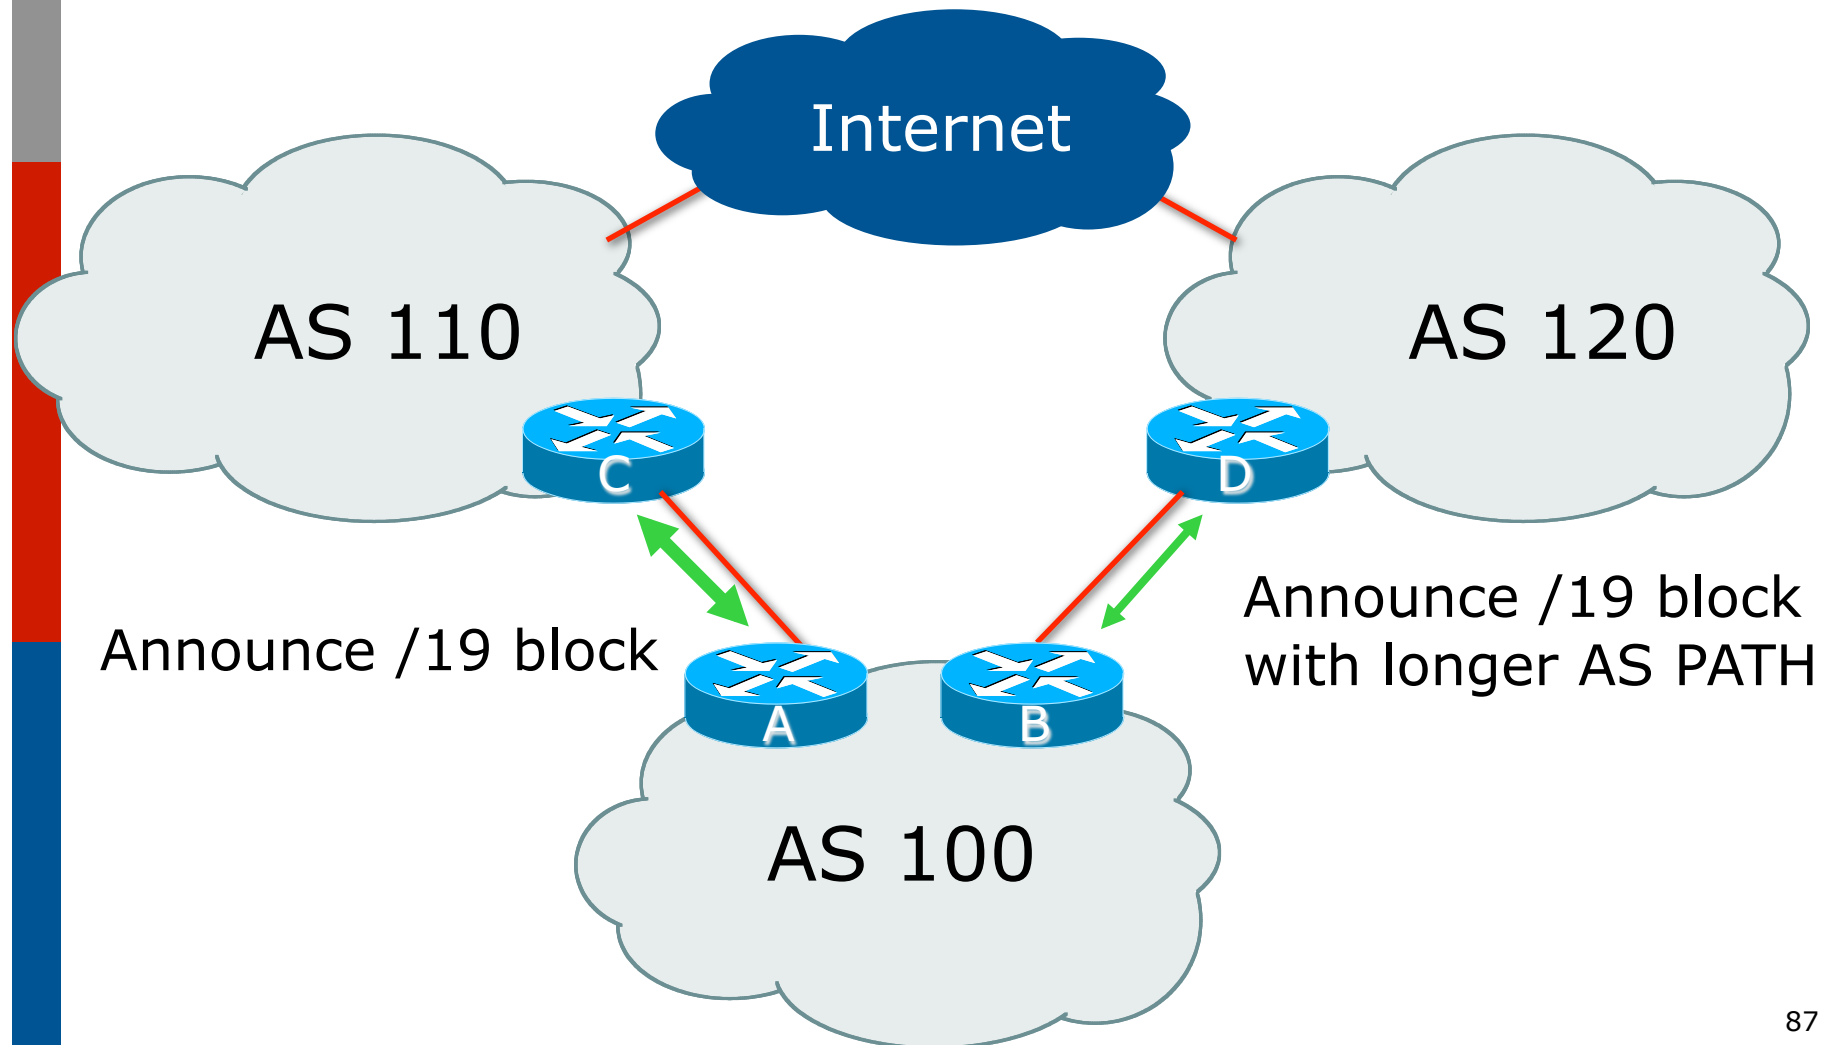 Internet
AS 110
AS 120
C
D
Announce /19 block
Announce /19 block
with longer AS PATH
A
B
AS 100
87